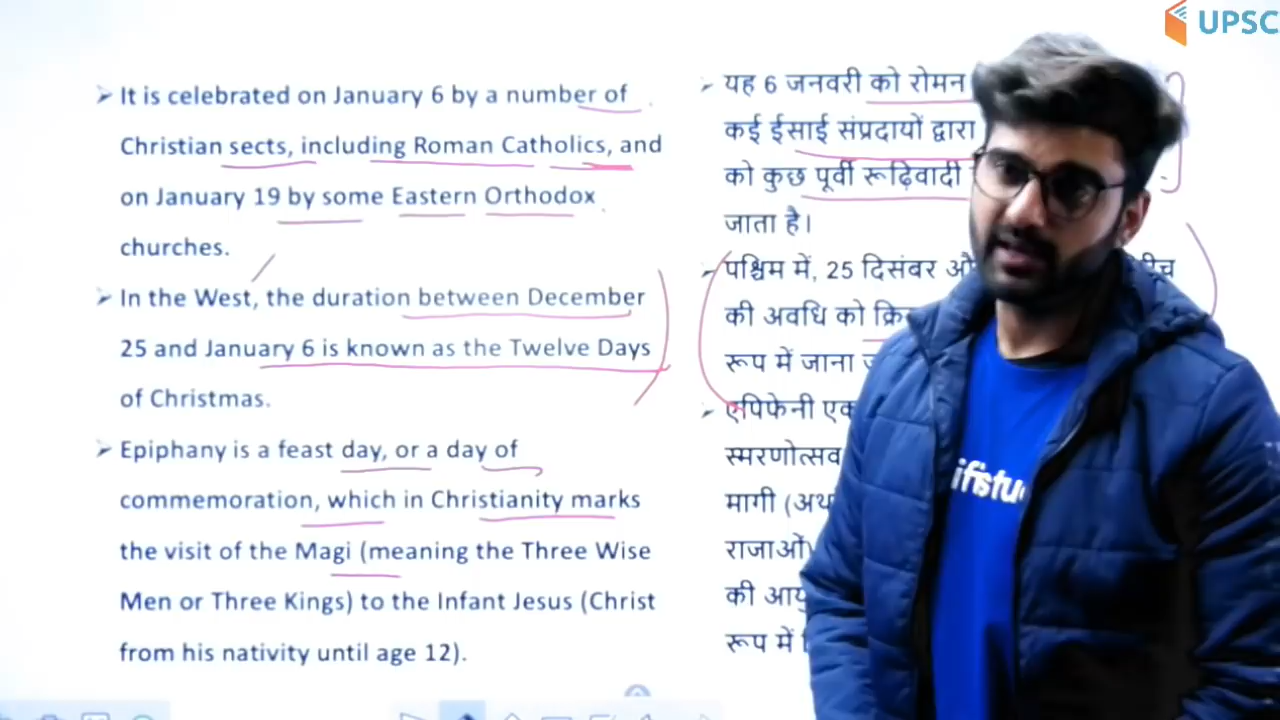 UPSC
➢ It is celebrated on January 6 by a number of
Christian sects, including Roman Catholics, and
on January 19 by some Eastern Orthodox
churches.
➢ In the West, the duration between December
25 and January 6 is known as the Twelve Days
of Christmas.
➢ Epiphany is a feast day, or a day of
commemoration, which in Christianity marks
the visit of the Magi (meaning the Three Wise
Men or Three Kings) to the Infant Jesus (Christ
from his nativity until age 12).
➢ यह 6 जनवरी को रोमन
कई ईसाई संप्रदायों द्वारा
को कुछ पूर्वी रूढ़िवादी
जाता है।
➢ पश्चिम में, 25 दिसंबर
की अवधि को
रूप में जाना
➢ एपिफेनी
स्मरणोत्सव
मागी
राजाओं)
की
रूप में